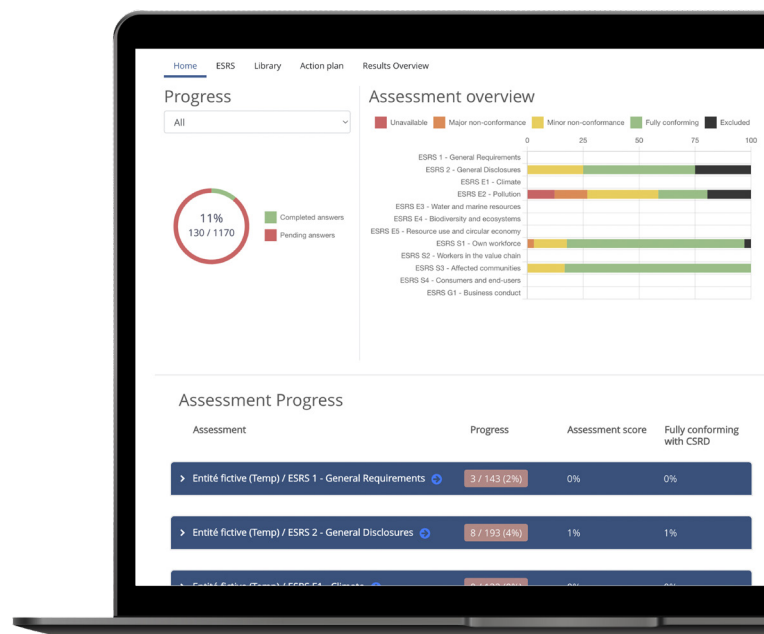 Home ESRS Library Action plan Results Overview
Progress
All
11%
130 / 1170
Completed answers
Pending answers
Assessment overview
Unavailable Major non-conformance Minor non-conformance Fully conforming Excluded
0 25 50 75 100
ESRS 1 - General Requirements
ESRS 2 - General Disclosures
ESRS E1 - Climate
ESRS E2 - Pollution
ESRS E3 - Water and marine resources
ESRS E4 - Biodiversity and ecosystems
ESRS E5 - Resource use and circular economy
ESRS S1 - Own workforce
ESRS S2 - Workers in the value chain
ESRS S3 - Affected communities
ESRS S4 - Consumers and end-users
ESRS G1 - Business conduct
Assessment Progress
Assessment Progress Assessment score Fully conforming
with CSRD
Entité fictive (Temp) / ESRS 1 - General Requirements 3 / 143 (2%) 0% 0%
Entité fictive (Temp) / ESRS 2 - General Disclosures 8 / 193 (4%) 1% 1%
Entité fictive (Temp) / ESRS E1 - Climate